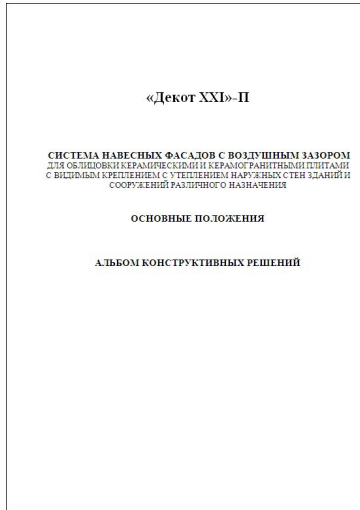 «Декот XXI»-П
СИСТЕМА НАВЕСНЫХ ФАСАДОВ С ВОЗДУШНЫМ ЗАЗОРОМ
ДЛЯ ОБЛИЦОВКИ КЕРАМИЧЕСКИМИ И КЕРАМОГРАНИТНЫМИ ПЛИТАМИ
С ВИДИМЫМ КРЕПЛЕНИЕМ С УТЕПЛЕНИЕМ НАРУЖНЫХ СТЕН ЗДАНИЙ И
СООРУЖЕНИЙ РАЗЛИЧНОГО НАЗНАЧЕНИЯ
ОСНОВНЫЕ ПОЛОЖЕНИЯ
АЛЬБОМ КОНСТРУКТИВНЫХ РЕШЕНИЙ